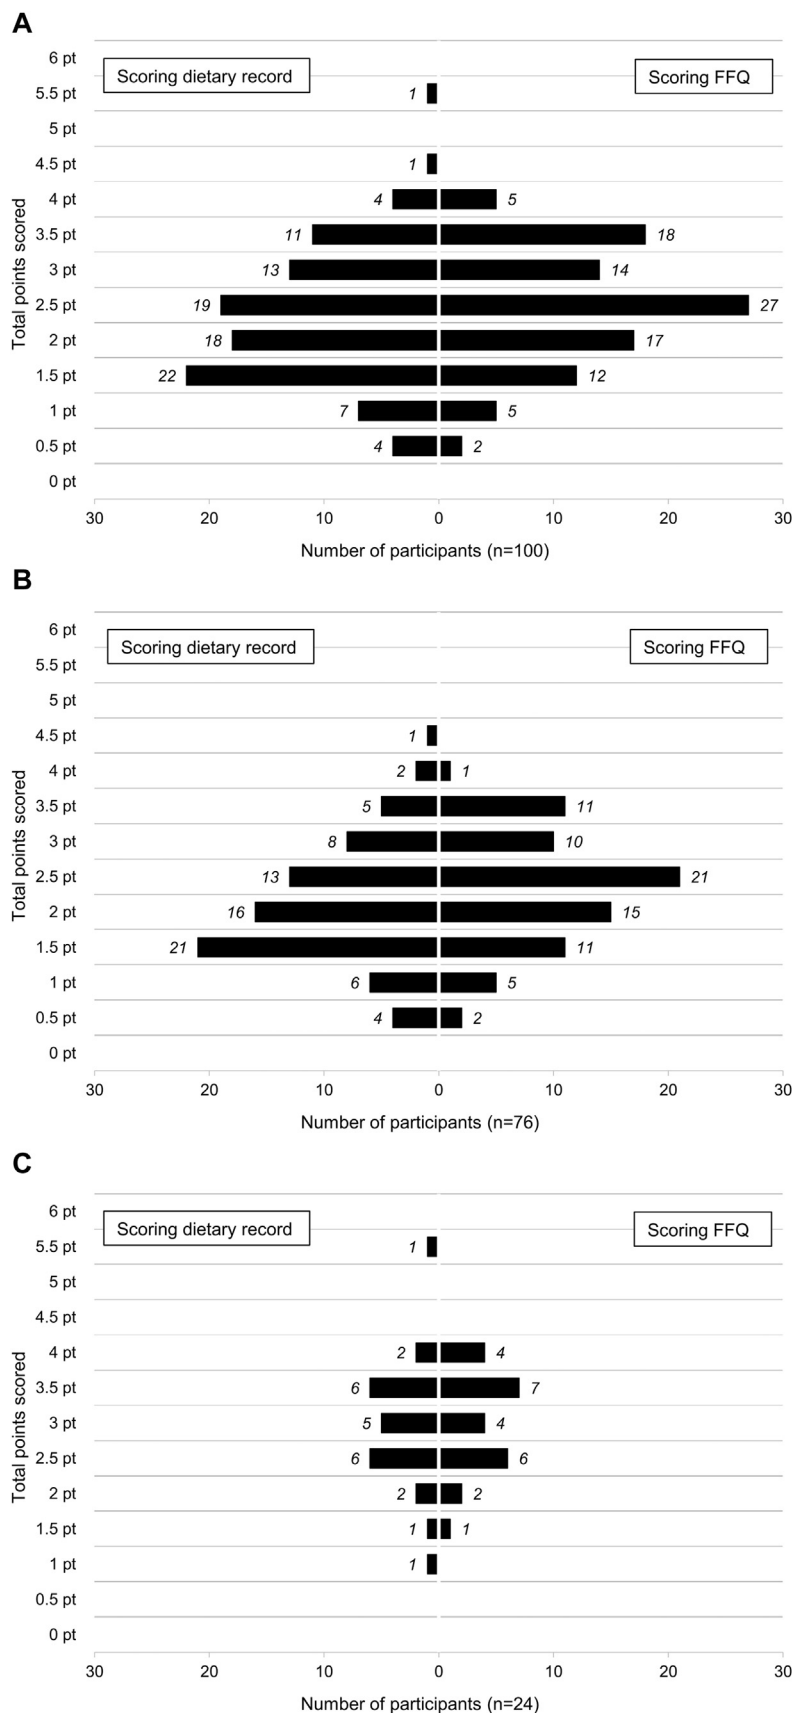 A
6 pt
Scoring dietary record Scoring FFQ
5.5 pt 1
5 pt
4.5 pt 1
4 pt 4 5
3.5 pt 11 18
3 pt 13 14
2.5 pt 19 27
2 pt 18 17
1.5 pt 22 12
1 pt 7 5
0.5 pt 4 2
0 pt
Total points scored
30 20 10 0 10 20 30
Number of participants (n=100)
B
6 pt
Scoring dietary record Scoring FFQ
5.5 pt
5 pt
4.5 pt 1
4 pt 2 1
3.5 pt 5 11
3 pt 8 10
2.5 pt 13 21
2 pt 16 15
1.5 pt 21 11
1 pt 6 5
0.5 pt 4 2
0 pt
Total points scored
30 20 10 0 10 20 30
Number of participants (n=76)
C
6 pt
Scoring dietary record Scoring FFQ
5.5 pt 1
5 pt
4.5 pt
4 pt 2 4
3.5 pt 6 7
3 pt 5 4
2.5 pt 6 6
2 pt 2 2
1.5 pt 1 1
1 pt 1
0.5 pt
0 pt
Total points scored
30 20 10 0 10 20 30
Number of participants (n=24)